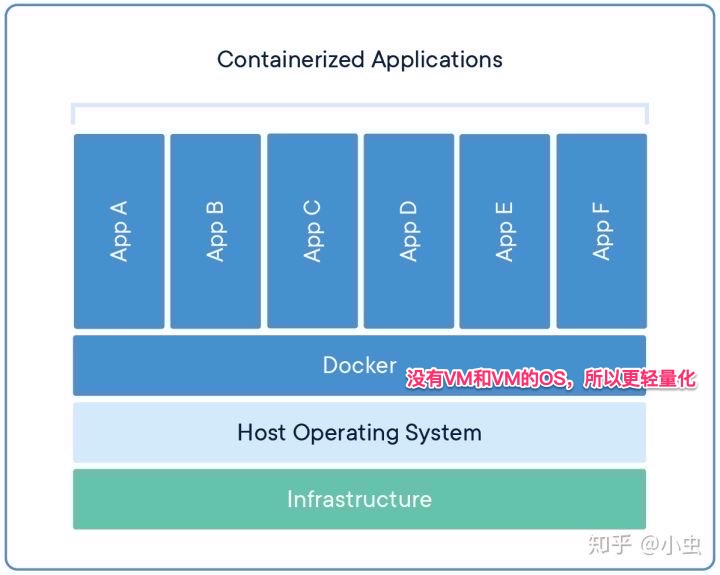 Containerized Applications
App A
App B
App C
App D
App E
App F
Docker
没有VM和VM的OS，所以更轻量化
Host Operating System
Infrastructure
知乎 @小虫